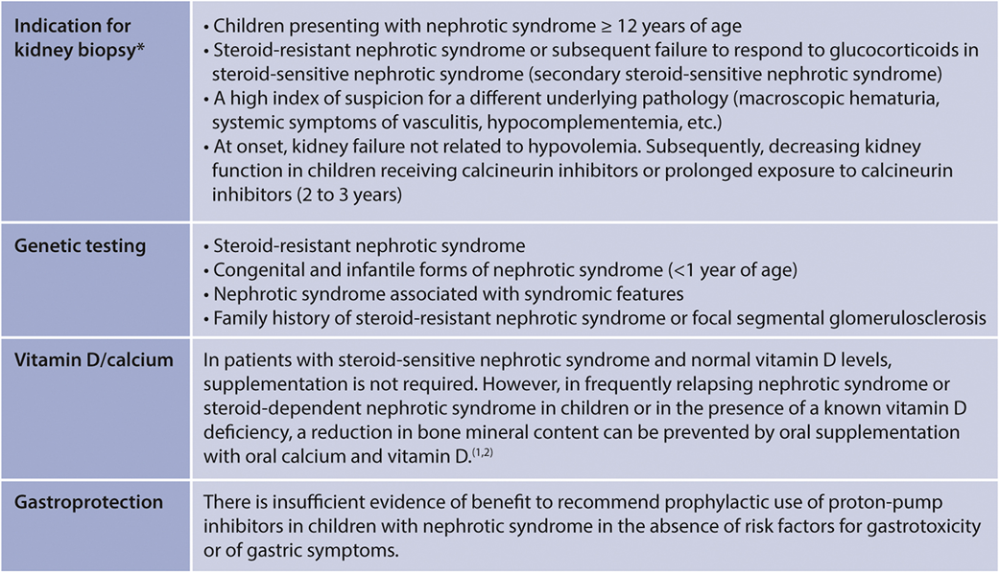 Indication for
kidney biopsy*
• Children presenting with nephrotic syndrome ≥ 12 years of age
• Steroid-resistant nephrotic syndrome or subsequent failure to respond to glucocorticoids in
steroid-sensitive nephrotic syndrome (secondary steroid-sensitive nephrotic syndrome)
• A high index of suspicion for a different underlying pathology (macroscopic hematuria,
systemic symptoms of vasculitis, hypocomplementemia, etc.)
• At onset, kidney failure not related to hypovolemia. Subsequently, decreasing kidney
function in children receiving calcineurin inhibitors or prolonged exposure to calcineurin
inhibitors (2 to 3 years)
Genetic testing
• Steroid-resistant nephrotic syndrome
• Congenital and infantile forms of nephrotic syndrome (<1 year of age)
• Nephrotic syndrome associated with syndromic features
• Family history of steroid-resistant nephrotic syndrome or focal segmental glomerulosclerosis
Vitamin D/calcium
In patients with steroid-sensitive nephrotic syndrome and normal vitamin D levels,
supplementation is not required. However, in frequently relapsing nephrotic syndrome or
steroid-dependent nephrotic syndrome in children or in the presence of a known vitamin D
deficiency, a reduction in bone mineral content can be prevented by oral supplementation
with oral calcium and vitamin D.(1,2)
Gastroprotection
There is insufficient evidence of benefit to recommend prophylactic use of proton-pump
inhibitors in children with nephrotic syndrome in the absence of risk factors for gastrotoxicity
or of gastric symptoms.